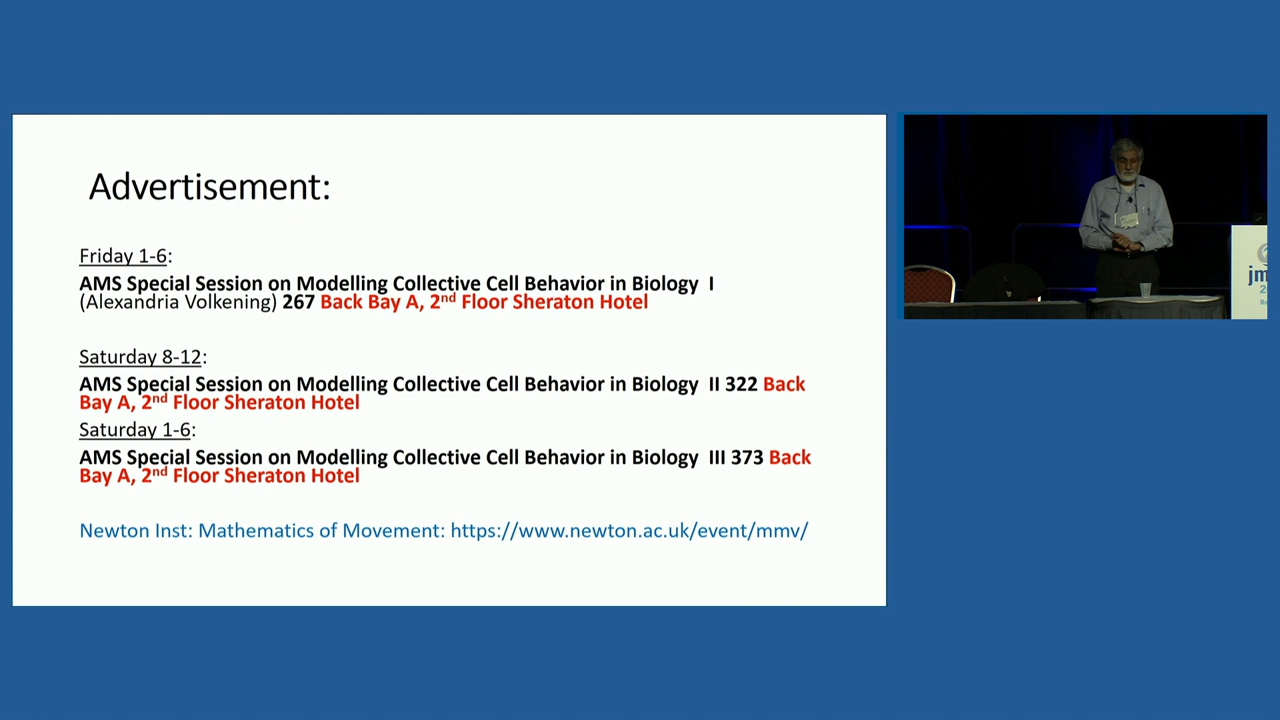 Advertisement:
Friday 1-6:
AMS Special Session on Modelling Collective Cell Behavior in Biology I
(Alexandria Volkening) 267 Back Bay A, 2nd Floor Sheraton Hotel
Saturday 8-12:
AMS Special Session on Modelling Collective Cell Behavior in Biology II 322 Back
Bay A, 2nd Floor Sheraton Hotel
Saturday 1-6:
AMS Special Session on Modelling Collective Cell Behavior in Biology III 373 Back
Bay A, 2nd Floor Sheraton Hotel
Newton Inst: Mathematics of Movement: https://www.newton.ac.uk/event/mmv/